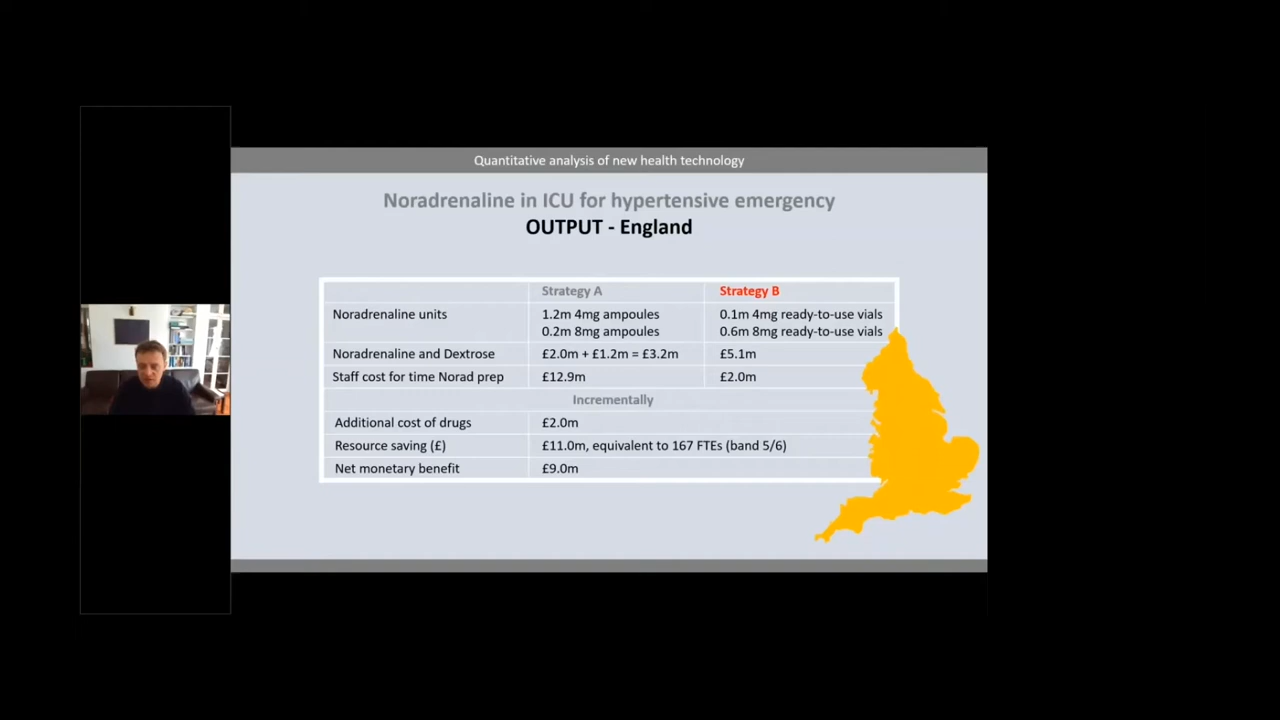 Quantitative analysis of new health technology
Noradrenaline in ICU for hypertensive emergency
OUTPUT - England
Strategy A Strategy B
Noradrenaline units 1.2m 4mg ampoules 0.1m 4mg ready-to-use vials
0.2m 8mg ampoules 0.6m 8mg ready-to-use vials
Noradrenaline and Dextrose £2.0m + £1.2m = £3.2m £5.1m
Staff cost for time Norad prep £12.9m £2.0m
Incrementally
Additional cost of drugs £2.0m
Resource saving (£) £11.0m, equivalent to 167 FTEs (band 5/6)
Net monetary benefit £9.0m